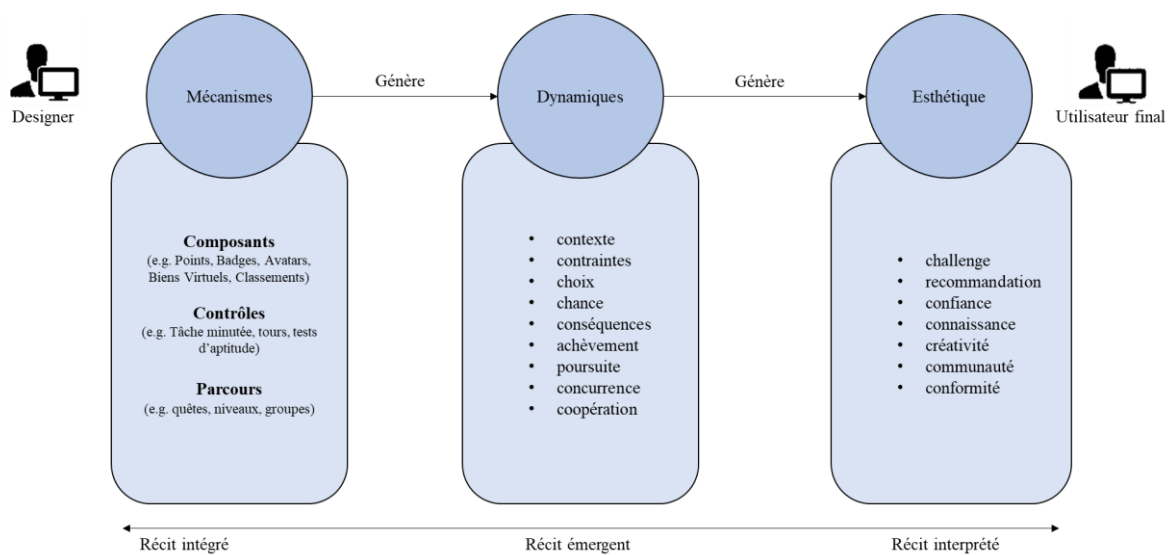 Designer
Mécanismes
Génère
Dynamiques
Génère
Esthétique
Utilisateur final
Composants
(e.g. Points, Badges, Avatars,
Biens Virtuels, Classements)
Contrôles
(e.g. Tâche minutée, tours, tests
d’aptitude)
Parcours
(e.g. quêtes, niveaux, groupes)
• contexte
• contraintes
• choix
• chance
• conséquences
• achèvement
• poursuite
• concurrence
• coopération
• challenge
• recommandation
• confiance
• connaissance
• créativité
• communauté
• conformité
Récit intégré
Récit émergent
Récit interprété